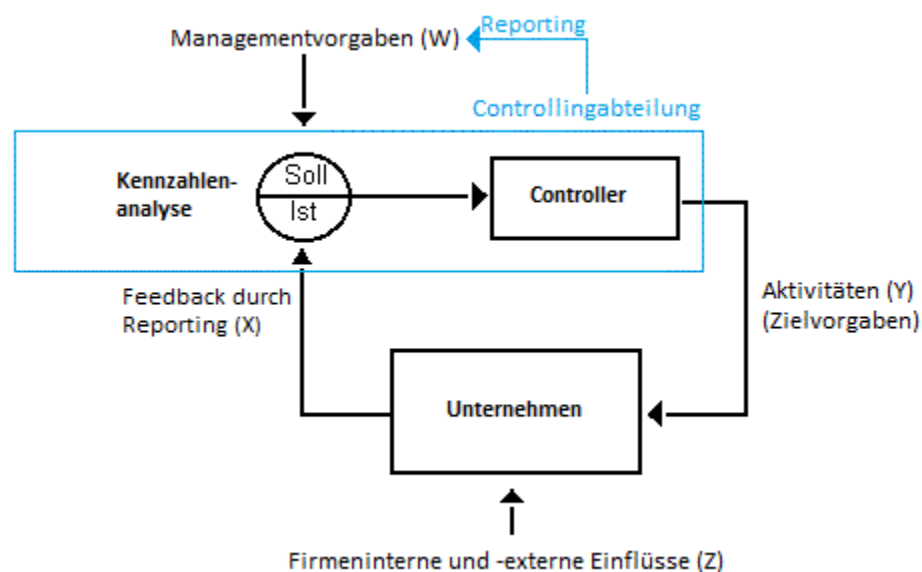 Reporting
Managementvorgaben (W)
Controllingabteilung
Kennzahlen-
analyse
Soll
Ist
Controller
Feedback durch
Reporting (X)
Aktivitäten (Y)
(Zielvorgaben)
Unternehmen
Firmeninterne und -externe Einflüsse (Z)